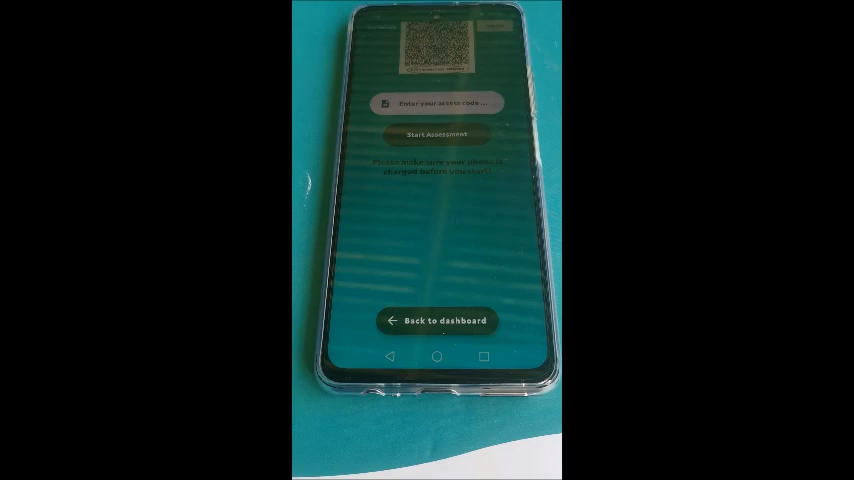 Enter your access code ...
Start Assessment
Please make sure your phone is
charged before you start!
Back to dashboard